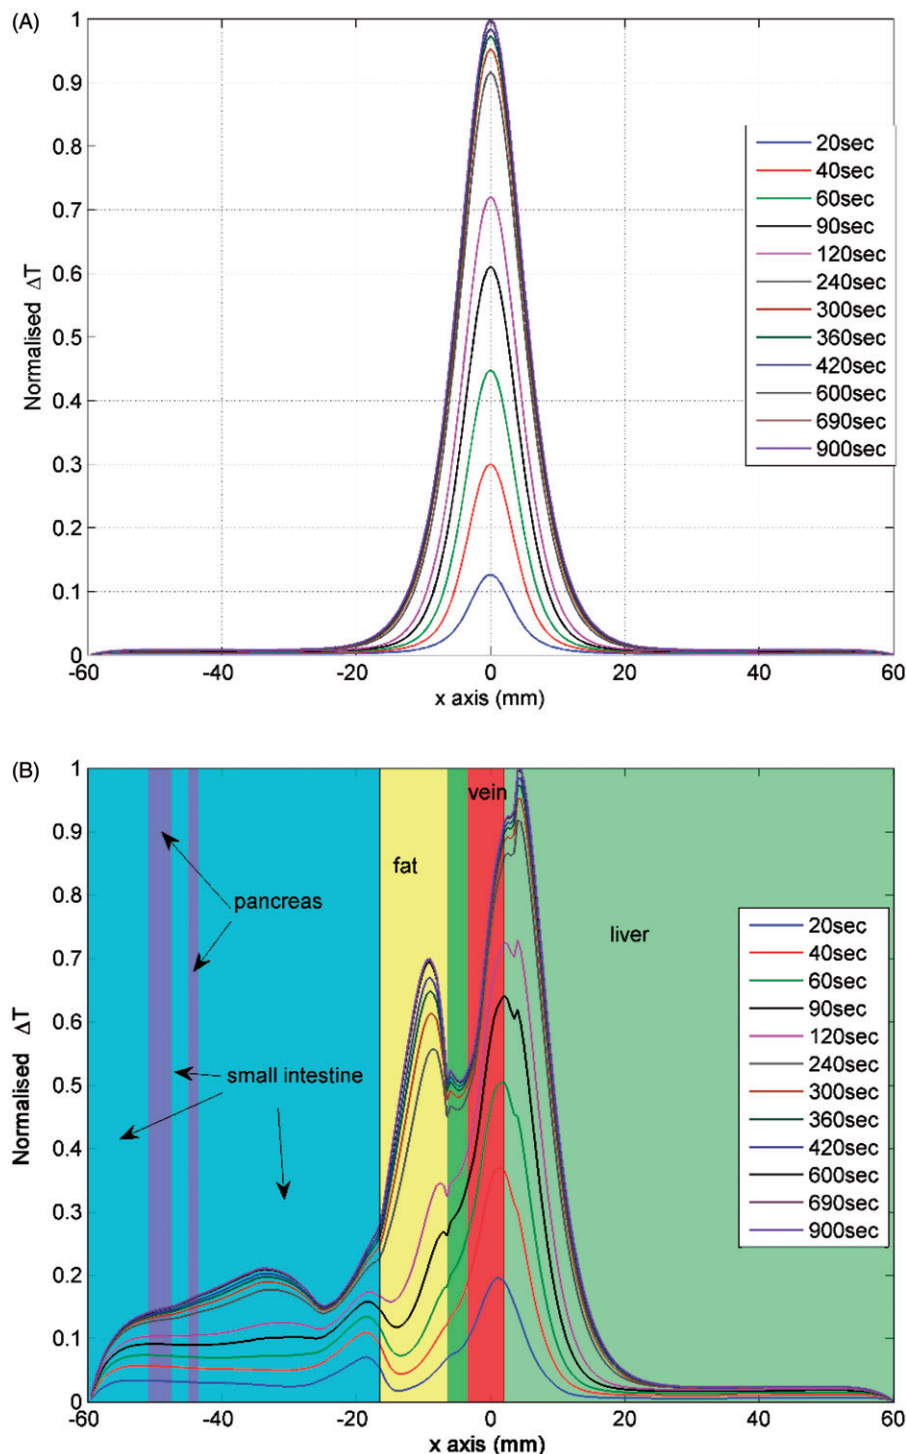 (A)
1
0.9
0.8
0.7
0.6
0.5
0.4
0.3
0.2
0.1
0
Normalised ΔT
20sec
40sec
60sec
90sec
120sec
240sec
300sec
360sec
420sec
600sec
690sec
900sec
-60 -40 -20 0 20 40 60
x axis (mm)
(B)
1
0.9
0.8
0.7
0.6
0.5
0.4
0.3
0.2
0.1
0
Normalised ΔT
vein
fat
pancreas
liver
small intestine
20sec
40sec
60sec
90sec
120sec
240sec
300sec
360sec
420sec
600sec
690sec
900sec
-60 -40 -20 0 20 40 60
x axis (mm)